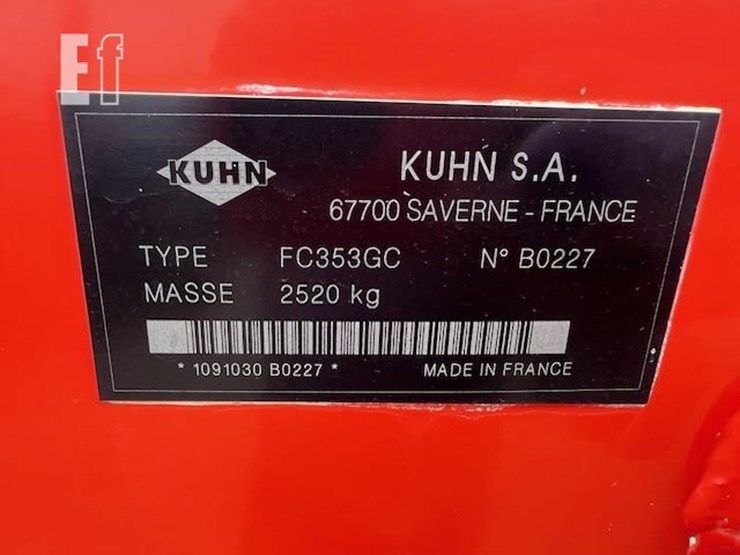 Ef
KUHN
KUHN S.A.
67700 SAVERNE - FRANCE
TYPE FC353GC N° B0227
MASSE 2520 kg
* 1091030 B0227 * MADE IN FRANCE